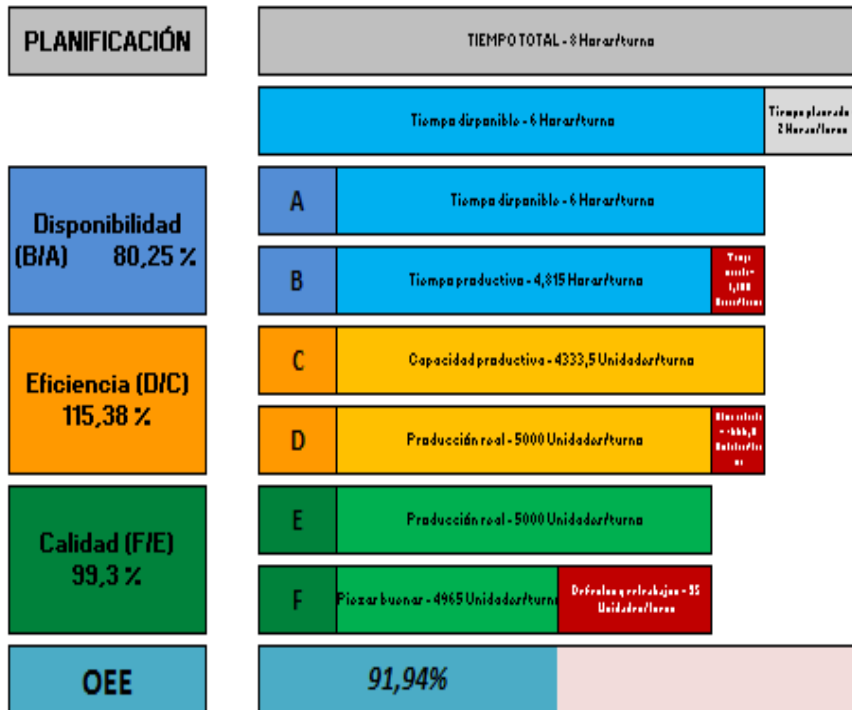 PLANIFICACIÓN
TIEMPO TOTAL - 8 Horas/turno
Tiempo disponible - 6 Horas/turno
Tiempo planeado
2 Horas/turno
Disponibilidad
(B/A) 80,25 %
A
Tiempo disponible - 6 Horas/turno
B
Tiempo productivo - 4,815 Horas/turno
Horas/turno
Eficiencia (D/C)
115,38 %
C
Capacidad productiva - 4333,5 Unidades/turno
D
Producción real - 5000 Unidades/turno
Calidad (F/E)
99,3 %
E
Producción real - 5000 Unidades/turno
F
Piezas buenas - 4965 Unidades/turno
Defectos y retrabajos - 35
Unidades/turno
OEE
91,94%